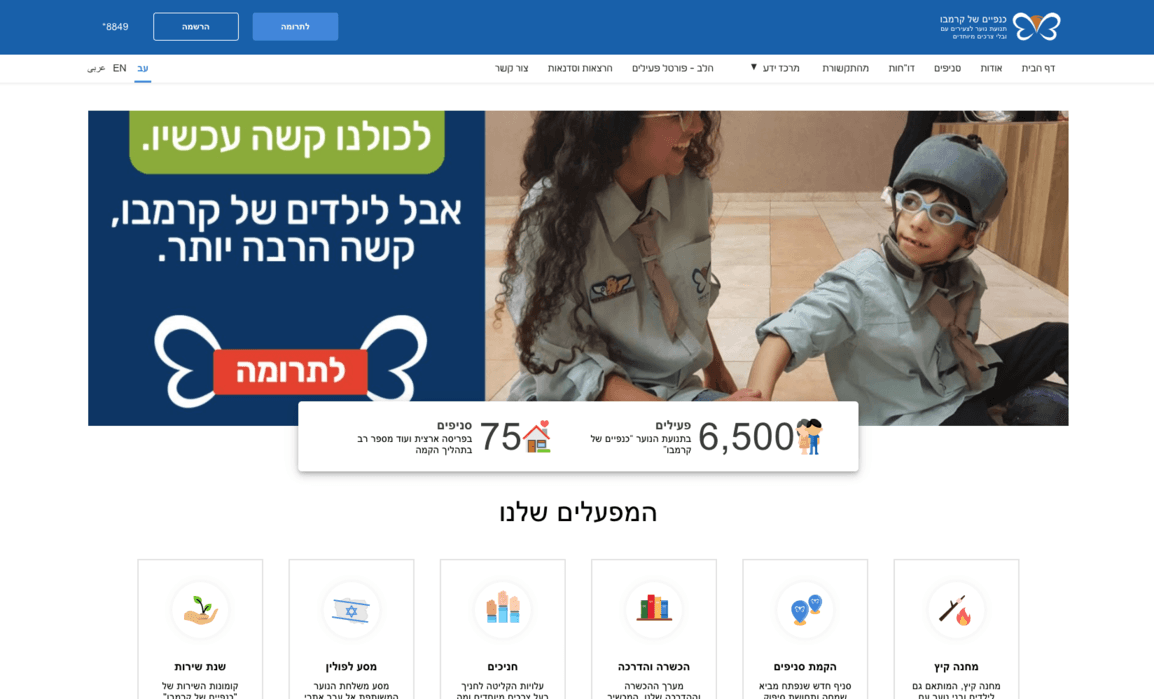 כנפיים של קרמבו
תנועת נוער לצעירים עם
ובלי צרכים מיוחדים
לתרומה
הרשמה
8849*
דף הבית
אודות
סניפים
דו"חות
מהתקשורת
מרכז ידע ▼
הלב - פורטל פעילים
הרצאות וסדנאות
צור קשר
עב
EN
عربى
לכולנו קשה עכשיו.
אבל לילדים של קרמבו,
קשה הרבה יותר.
לתרומה
6,500
פעילים
בתנועת הנוער "כנפיים של
קרמבו"
75
סניפים
בפריסה ארצית ועוד מספר רב
בתהליך הקמה
המפעלים שלנו
מחנה קיץ
מחנה קיץ, המותאם גם
לילדים ובני נוער עם
הקמת סניפים
סניף חדש שנפתח מביא
שמחה ותחושת סיפוק
הכשרה והדרכה
מערך ההכשרה
וההדרכה שלנו, המכשיר
חניכים
עלויות הקליטה לחניך
בעל צרכים מיוחדים ומה
מסע לפולין
מסע משלחת הנוער
המשותפת אל עבר אתרי
שנת שירות
קומונות השירות של
"כנפיים של קרמבו"